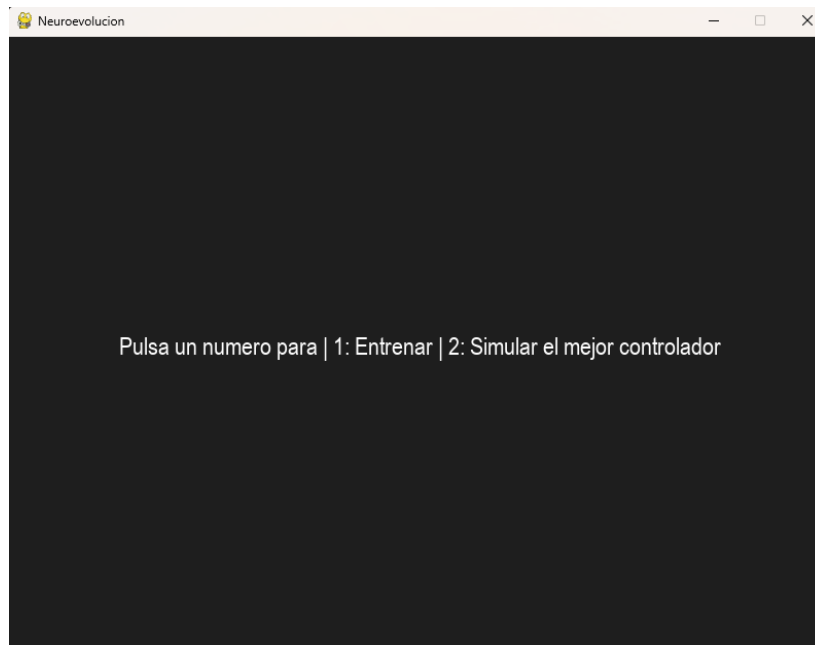 Neuroevolucion
Pulsa un numero para | 1: Entrenar | 2: Simular el mejor controlador